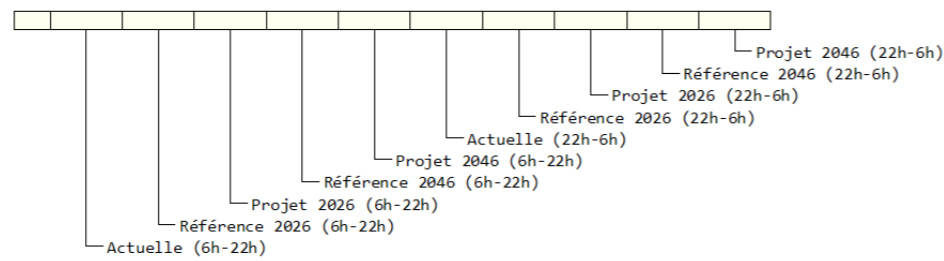 Projet 2046 (22h-6h)
Référence 2046 (22h-6h)
Projet 2026 (22h-6h)
Référence 2026 (22h-6h)
Actuelle (22h-6h)
Projet 2046 (6h-22h)
Référence 2046 (6h-22h)
Projet 2026 (6h-22h)
Référence 2026 (6h-22h)
Actuelle (6h-22h)